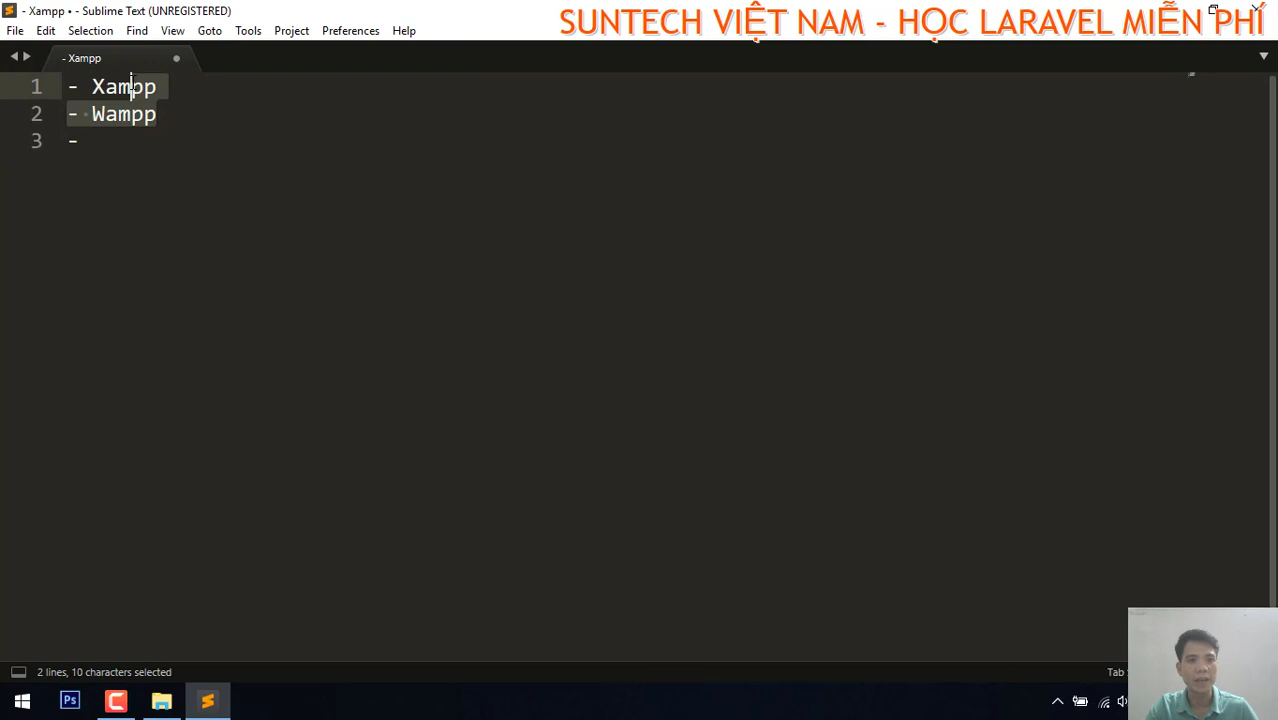 - Xampp • - Sublime Text (UNREGISTERED)
SUNTECH VIỆT NAM - HỌC LARAVEL MIỄN PHÍ
File Edit Selection Find View Goto Tools Project Preferences Help
- Xampp
1 - Xampp
2 - Wampp
3 -
2 lines, 10 characters selected
Tab
Ps